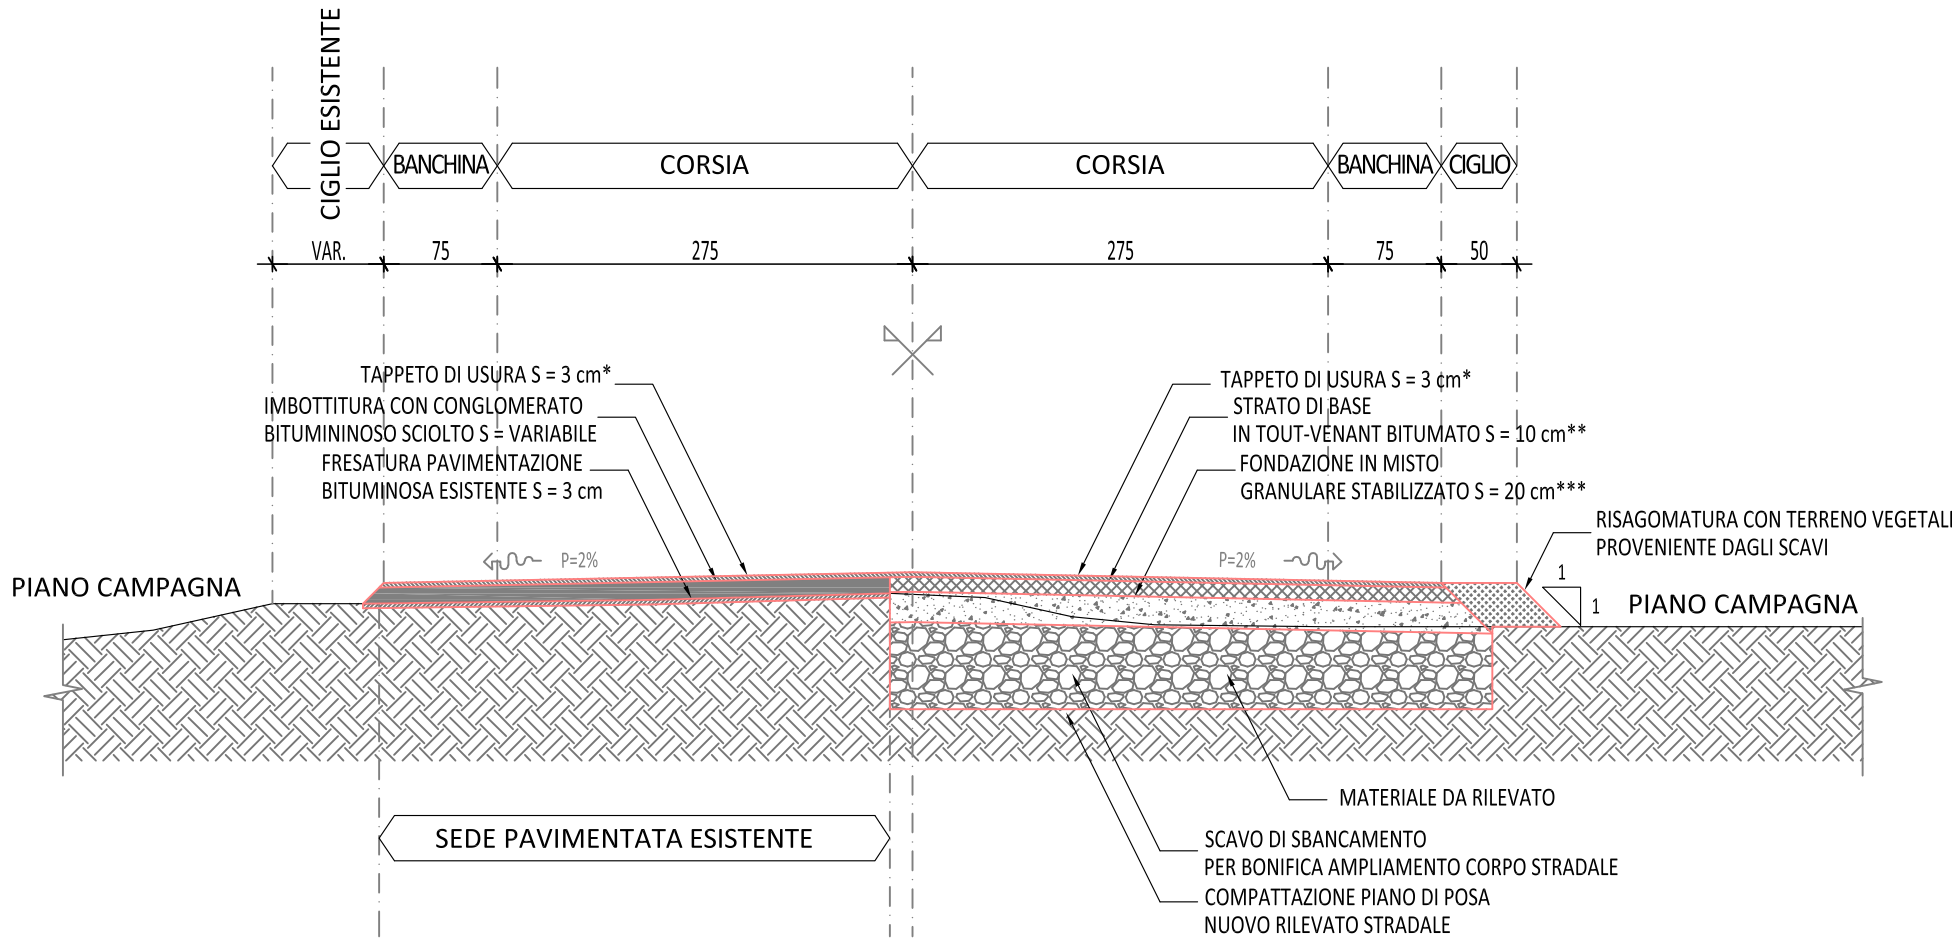 CIGLIO ESISTENTE
BANCHINA
CORSIA
CORSIA
BANCHINA
CIGLIO
VAR.
75
275
275
75
50
TAPPETO DI USURA S = 3 cm*
IMBOTTITURA CON CONGLOMERATO
BITUMININOSO SCIOLTO S = VARIABILE
FRESATURA PAVIMENTAZIONE
BITUMINOSA ESISTENTE S = 3 cm
TAPPETO DI USURA S = 3 cm*
STRATO DI BASE
IN TOUT-VENANT BITUMATO S = 10 cm**
FONDAZIONE IN MISTO
GRANULARE STABILIZZATO S = 20 cm***
RISAGOMATURA CON TERRENO VEGETALE
PROVENIENTE DAGLI SCAVI
P=2%
P=2%
1
1
PIANO CAMPAGNA
PIANO CAMPAGNA
MATERIALE DA RILEVATO
SEDE PAVIMENTATA ESISTENTE
SCAVO DI SBANCAMENTO
PER BONIFICA AMPLIAMENTO CORPO STRADALE
COMPATTAZIONE PIANO DI POSA
NUOVO RILEVATO STRADALE